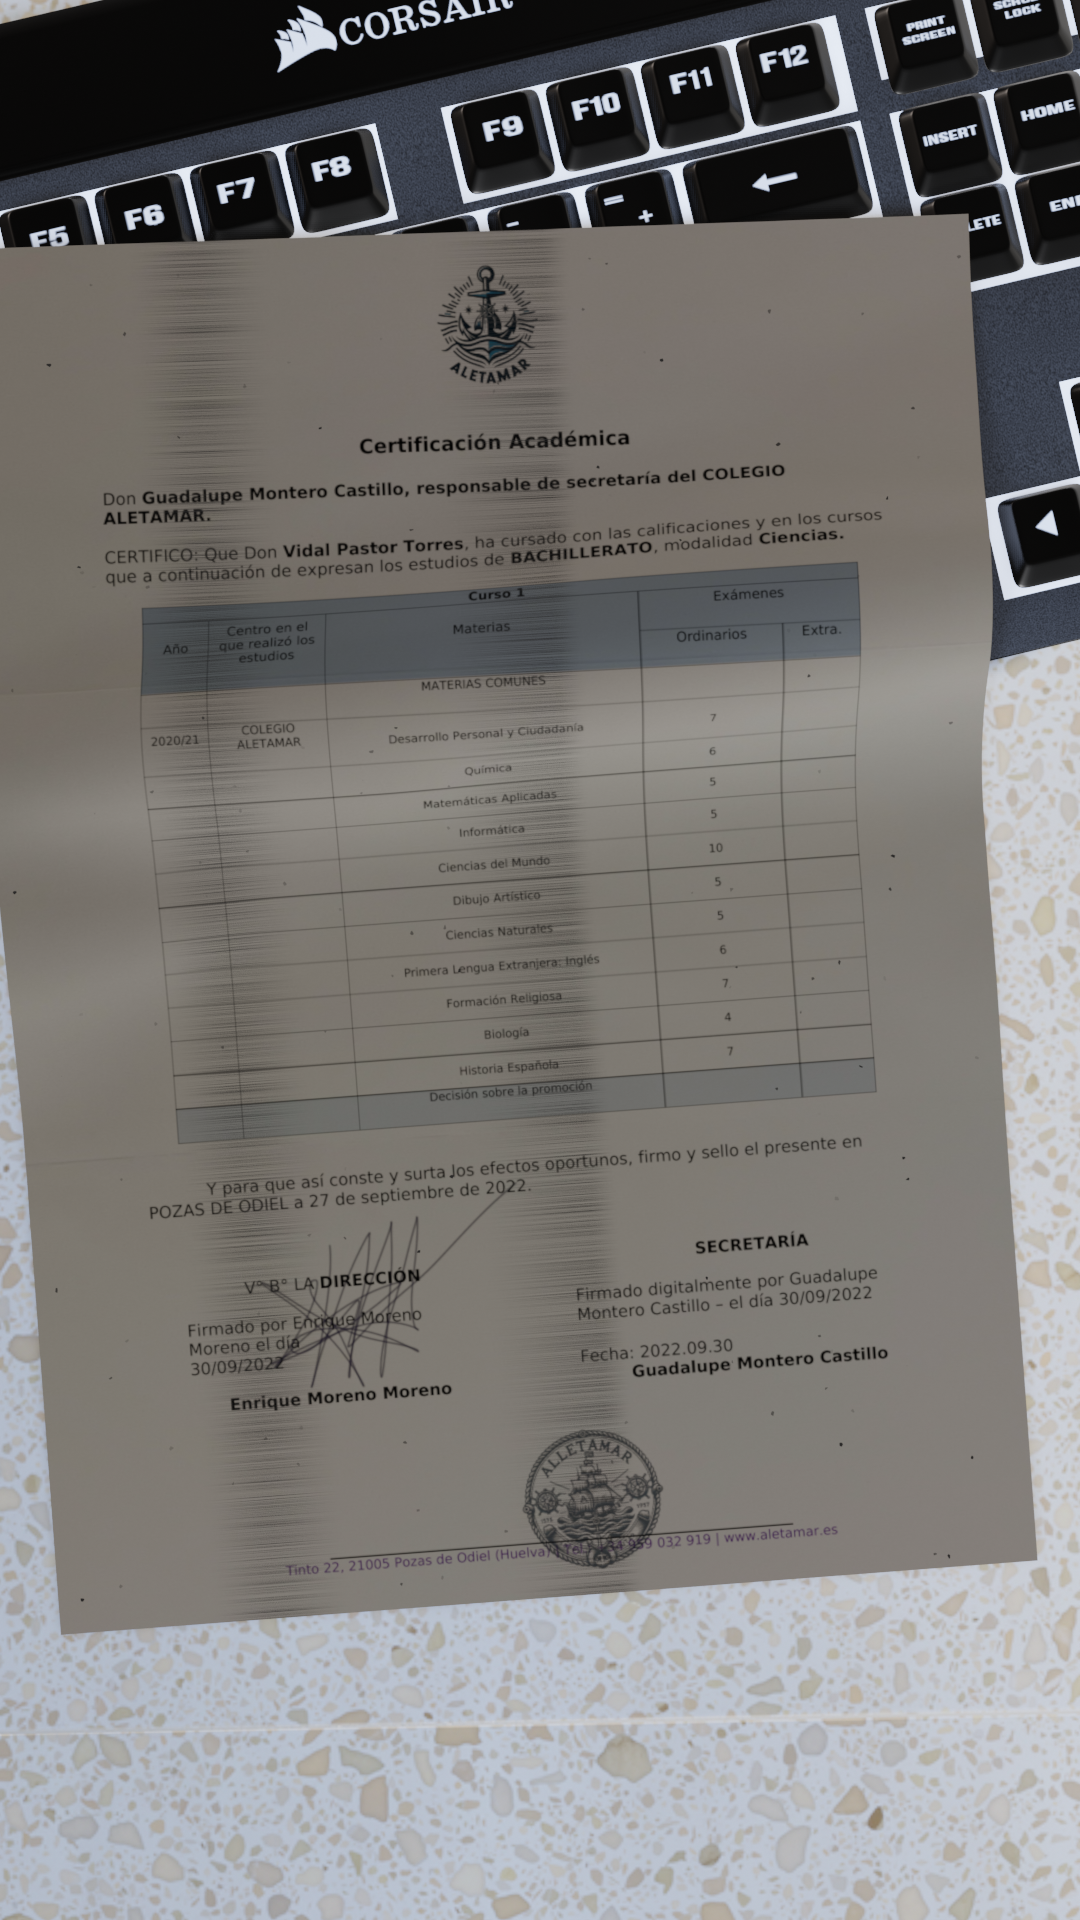 CORSAIR
PRINT SCREEN
SCROLL LOCK
F9 F10 F11 F12
F5 F6 F7 F8
INSERT HOME
- = +
LETE END
ALETAMAR
Certificación Académica
Don Guadalupe Montero Castillo, responsable de secretaría del COLEGIO
ALETAMAR.
CERTIFICO: Que Don Vidal Pastor Torres, ha cursado con las calificaciones y en los cursos
que a continuación de expresan los estudios de BACHILLERATO, modalidad Ciencias.
Curso 1
Año
Centro en el
que realizó los
estudios
Materias
Exámenes
Ordinarios Extra.
MATERIAS COMUNES
2020/21
COLEGIO
ALETAMAR
Desarrollo Personal y Ciudadanía 7
Química 6
Matemáticas Aplicadas 5
Informática 5
Ciencias del Mundo 10
Dibujo Artístico 5
Ciencias Naturales 5
Primera Lengua Extranjera: Inglés 6
Formación Religiosa 7
Biología 4
Historia Española 7
Decisión sobre la promoción
Y para que así conste y surta los efectos oportunos, firmo y sello el presente en
POZAS DE ODIEL a 27 de septiembre de 2022.
Vº Bº LA DIRECCIÓN
Firmado por Enrique Moreno
Moreno el día
30/09/2022
Enrique Moreno Moreno
SECRETARÍA
Firmado digitalmente por Guadalupe
Montero Castillo – el día 30/09/2022
Fecha: 2022.09.30
Guadalupe Montero Castillo
ALLETAMAR
Tinto 22, 21005 Pozas de Odiel (Huelva) | Tel.: +34 959 032 919 | www.aletamar.es